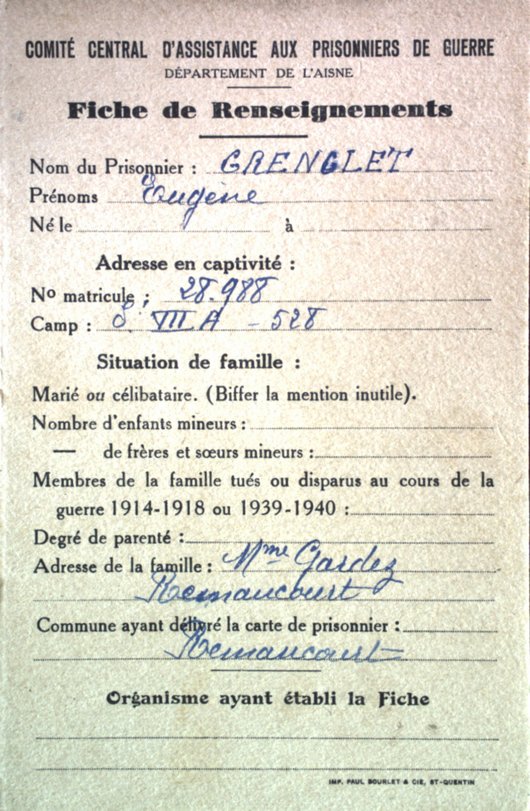 COMITÉ CENTRAL D'ASSISTANCE AUX PRISONNIERS DE GUERRE
DÉPARTEMENT DE L'AISNE
Fiche de Renseignements
Nom du Prisonnier : GRENGLET
Prénoms Eugène
Né le à
Adresse en captivité :
No matricule ; 28.988
Camp : S. VIII A - 528
Situation de famille :
Marié ou célibataire. (Biffer la mention inutile).
Nombre d'enfants mineurs :
— de frères et sœurs mineurs :
Membres de la famille tués ou disparus au cours de la
guerre 1914-1918 ou 1939-1940 :
Degré de parenté :
Adresse de la famille : Mme Gardez
Remaucourt
Commune ayant délivré la carte de prisonnier :
Remaucourt
Organisme ayant établi la Fiche
IMP. PAUL BOURLET & CIE, ST-QUENTIN